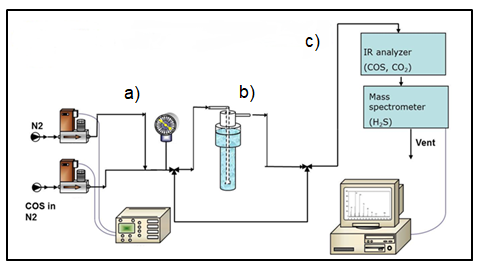 a)
b)
c)
N2
COS in
N2
IR analyzer
(COS, CO₂)
Mass
spectrometer
(H₂S)
Vent